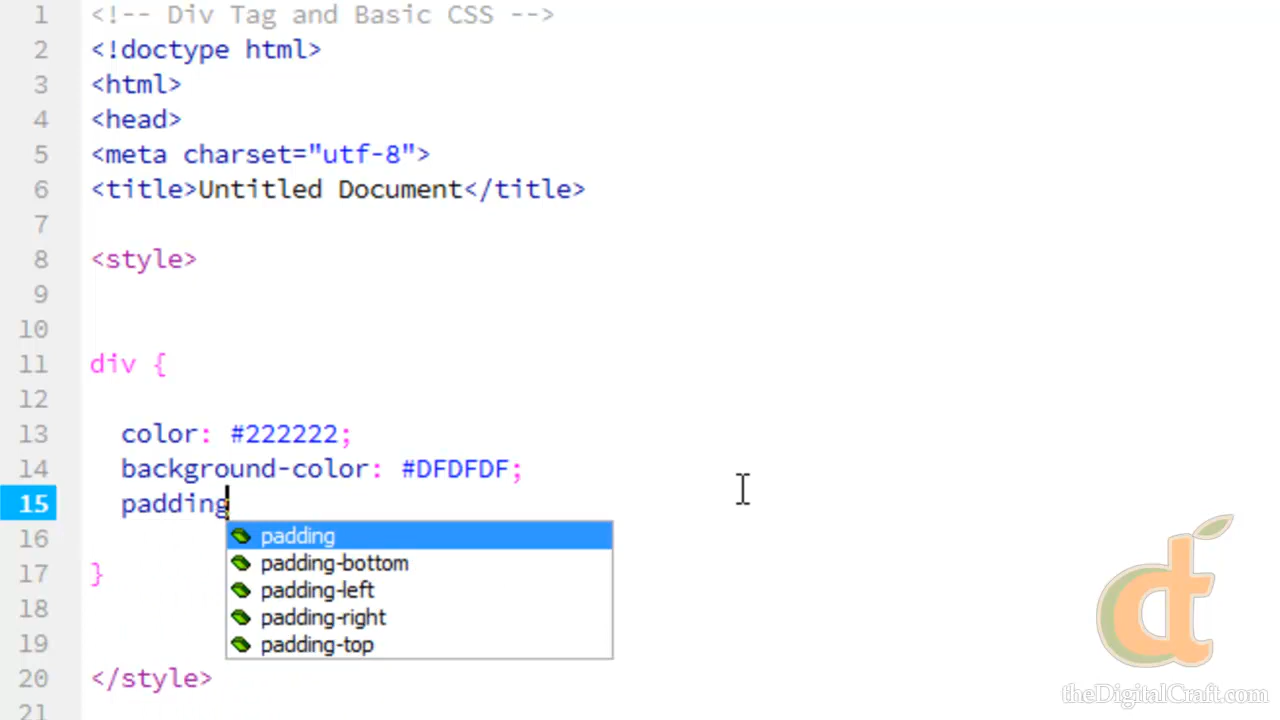 1 <!-- Div Tag and Basic CSS -->
2 <!doctype html>
3 <html>
4 <head>
5 <meta charset="utf-8">
6 <title>Untitled Document</title>
7
8 <style>
9
10
11 div {
12
13 color: #222222;
14 background-color: #DFDFDF;
15 padding
padding
padding-bottom
padding-left
padding-right
padding-top
16
17 }
18
19
20 </style>
21
dt
theDigitalCraft.com